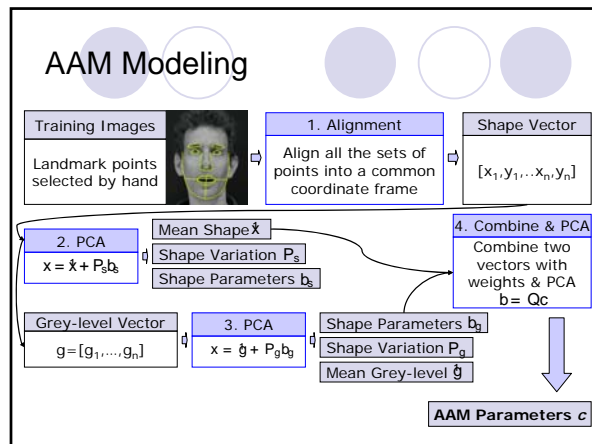 AAM Modeling
Training Images
Landmark points
selected by hand
1. Alignment
Align all the sets of
points into a common
coordinate frame
Shape Vector
[x₁,y₁,..xₙ,yₙ]
2. PCA
x = ẋ + Pₛbₛ
Mean Shape ẋ
Shape Variation Pₛ
Shape Parameters bₛ
4. Combine & PCA
Combine two
vectors with
weights & PCA
b = Qc
Grey-level Vector
g=[g₁,...,gₙ]
3. PCA
x = ġ + P_gb_g
Shape Parameters b_g
Shape Variation P_g
Mean Grey-level ġ
AAM Parameters c